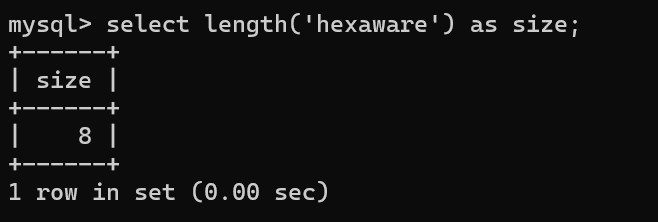 mysql> select length('hexaware') as size;
+------+
| size |
+------+
|    8 |
+------+
1 row in set (0.00 sec)